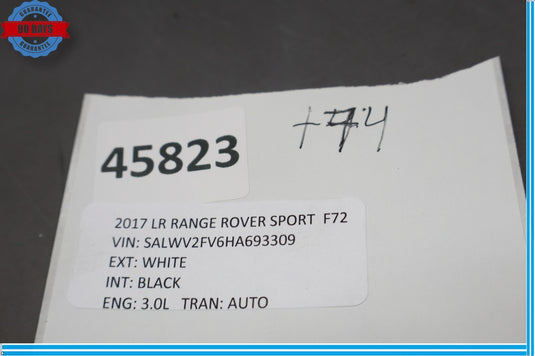 GUARANTEE
90 DAYS
GUARANTEE
45823
2017 LR RANGE ROVER SPORT F72
VIN: SALWV2FV6HA693309
EXT: WHITE
INT: BLACK
ENG: 3.0L TRAN: AUTO